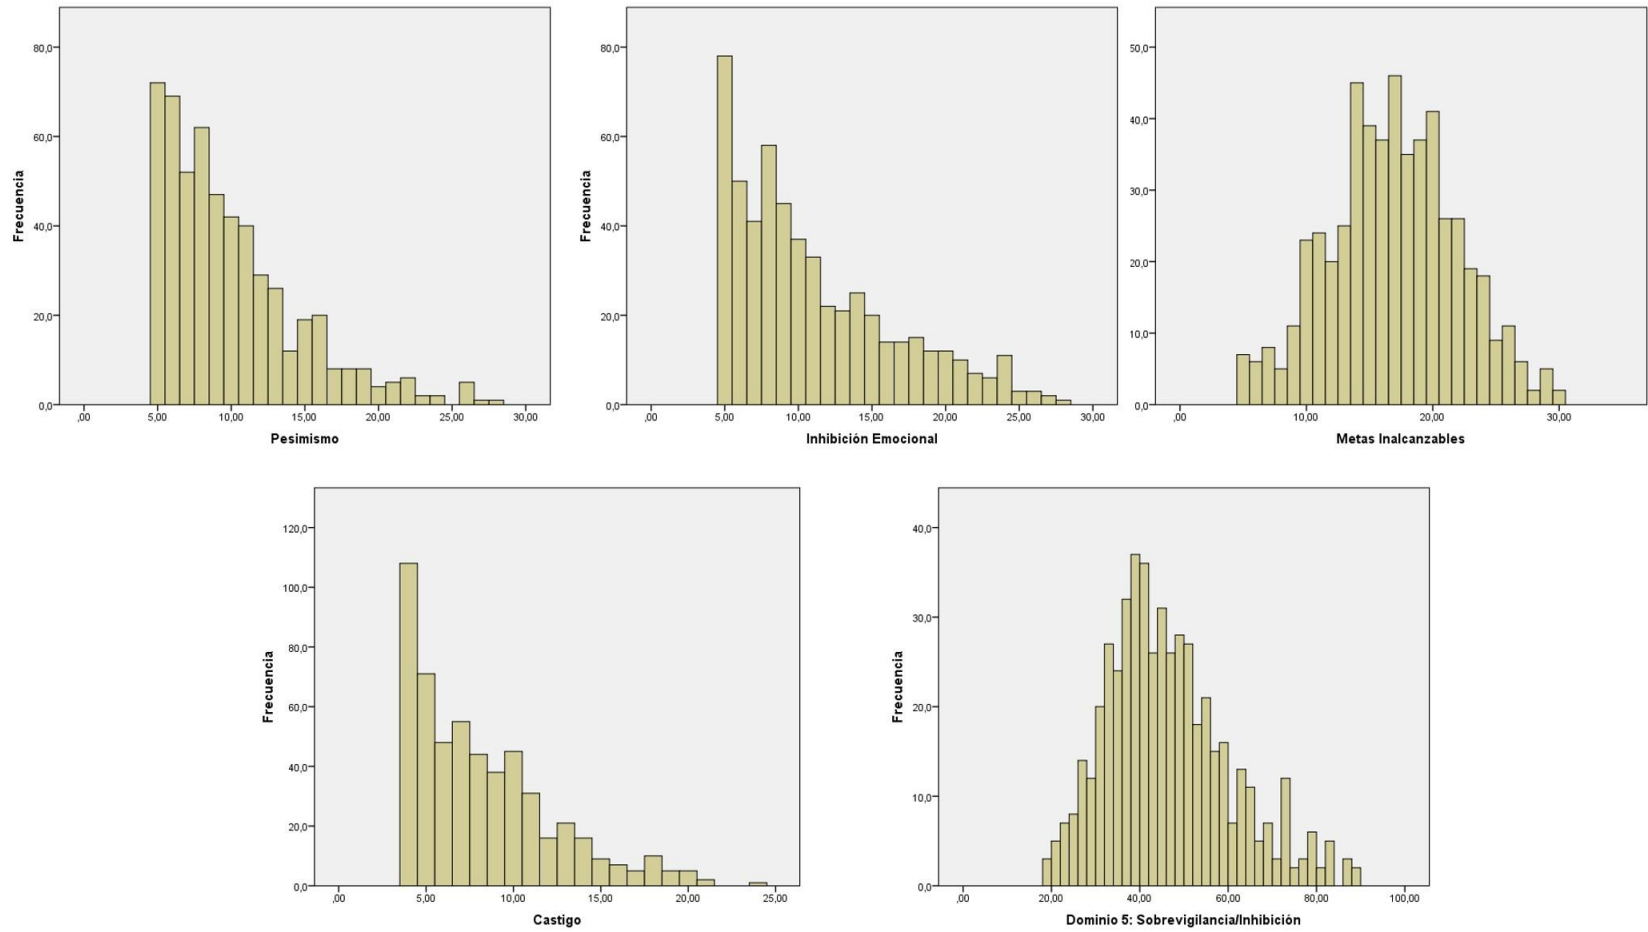 80,0
60,0
Frecuencia
40,0
20,0
0,0
,00 5,00 10,00 15,00 20,00 25,00 30,00
Pesimismo
80,0
60,0
Frecuencia
40,0
20,0
0,0
,00 5,00 10,00 15,00 20,00 25,00 30,00
Inhibición Emocional
50,0
40,0
Frecuencia
30,0
20,0
10,0
0,0
,00 10,00 20,00 30,00
Metas Inalcanzables
120,0
100,0
80,0
Frecuencia
60,0
40,0
20,0
0,0
,00 5,00 10,00 15,00 20,00 25,00
Castigo
40,0
30,0
Frecuencia
20,0
10,0
0,0
,00 20,00 40,00 60,00 80,00 100,00
Dominio 5: Sobrevigilancia/Inhibición